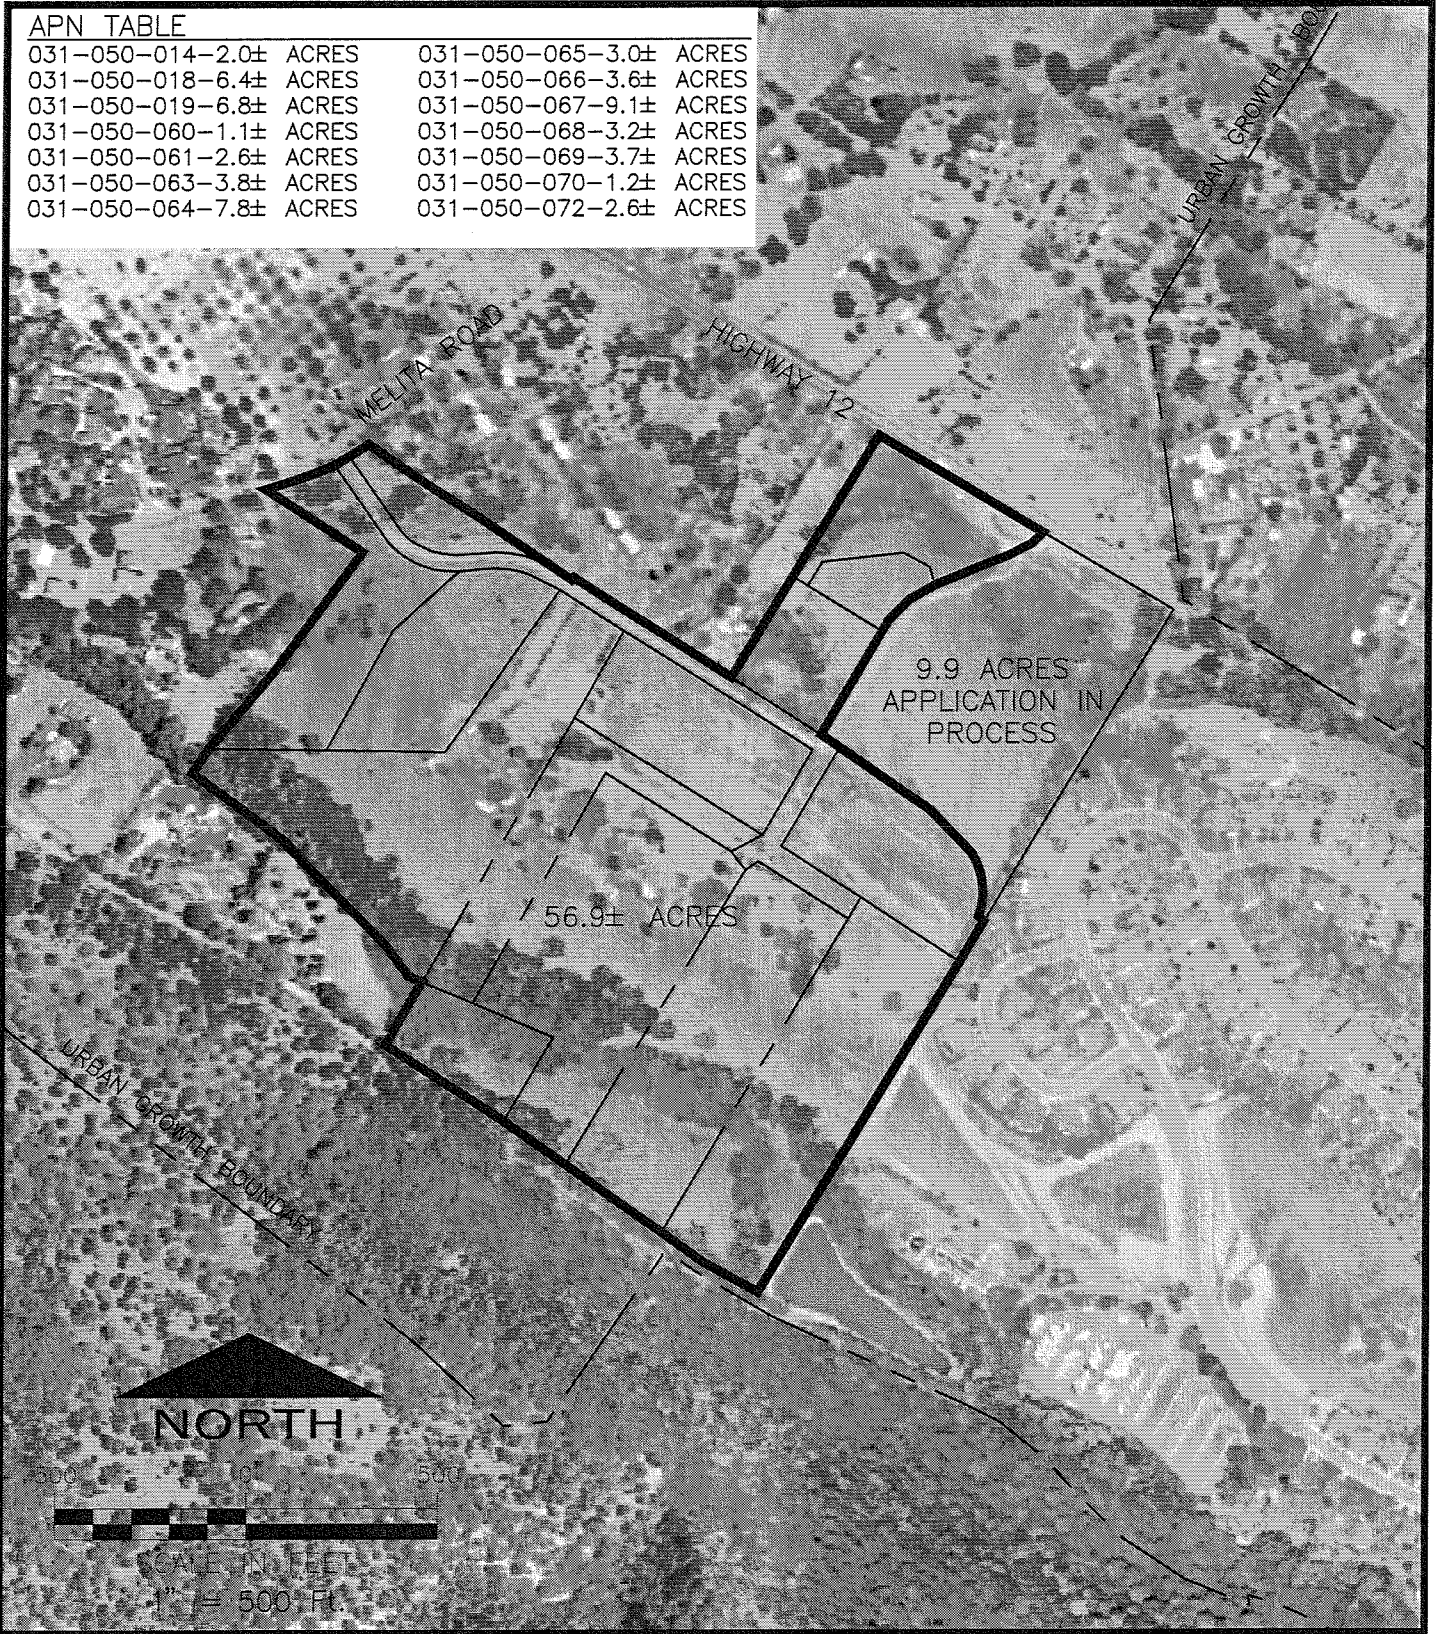 APN TABLE
031-050-014-2.0± ACRES 031-050-065-3.0± ACRES
031-050-018-6.4± ACRES 031-050-066-3.6± ACRES
031-050-019-6.8± ACRES 031-050-067-9.1± ACRES
031-050-060-1.1± ACRES 031-050-068-3.2± ACRES
031-050-061-2.6± ACRES 031-050-069-3.7± ACRES
031-050-063-3.8± ACRES 031-050-070-1.2± ACRES
031-050-064-7.8± ACRES 031-050-072-2.6± ACRES
URBAN GROWTH
MELITA ROAD
HIGHWAY 12
9.9 ACRES
APPLICATION IN
PROCESS
56.9± ACRES
URBAN GROWTH BOUNDARY
NORTH
500 0 500
SCALE IN FEET
1" = 500 Ft.